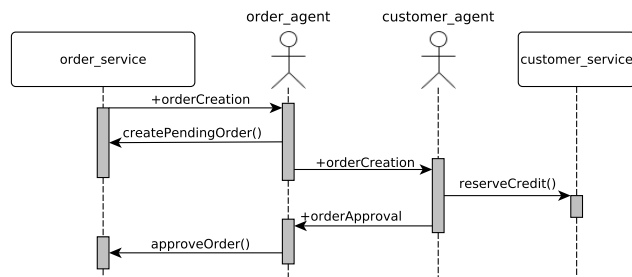 order_agent
customer_agent
order_service
customer_service
+orderCreation
createPendingOrder()
+orderCreation
reserveCredit()
+orderApproval
approveOrder()